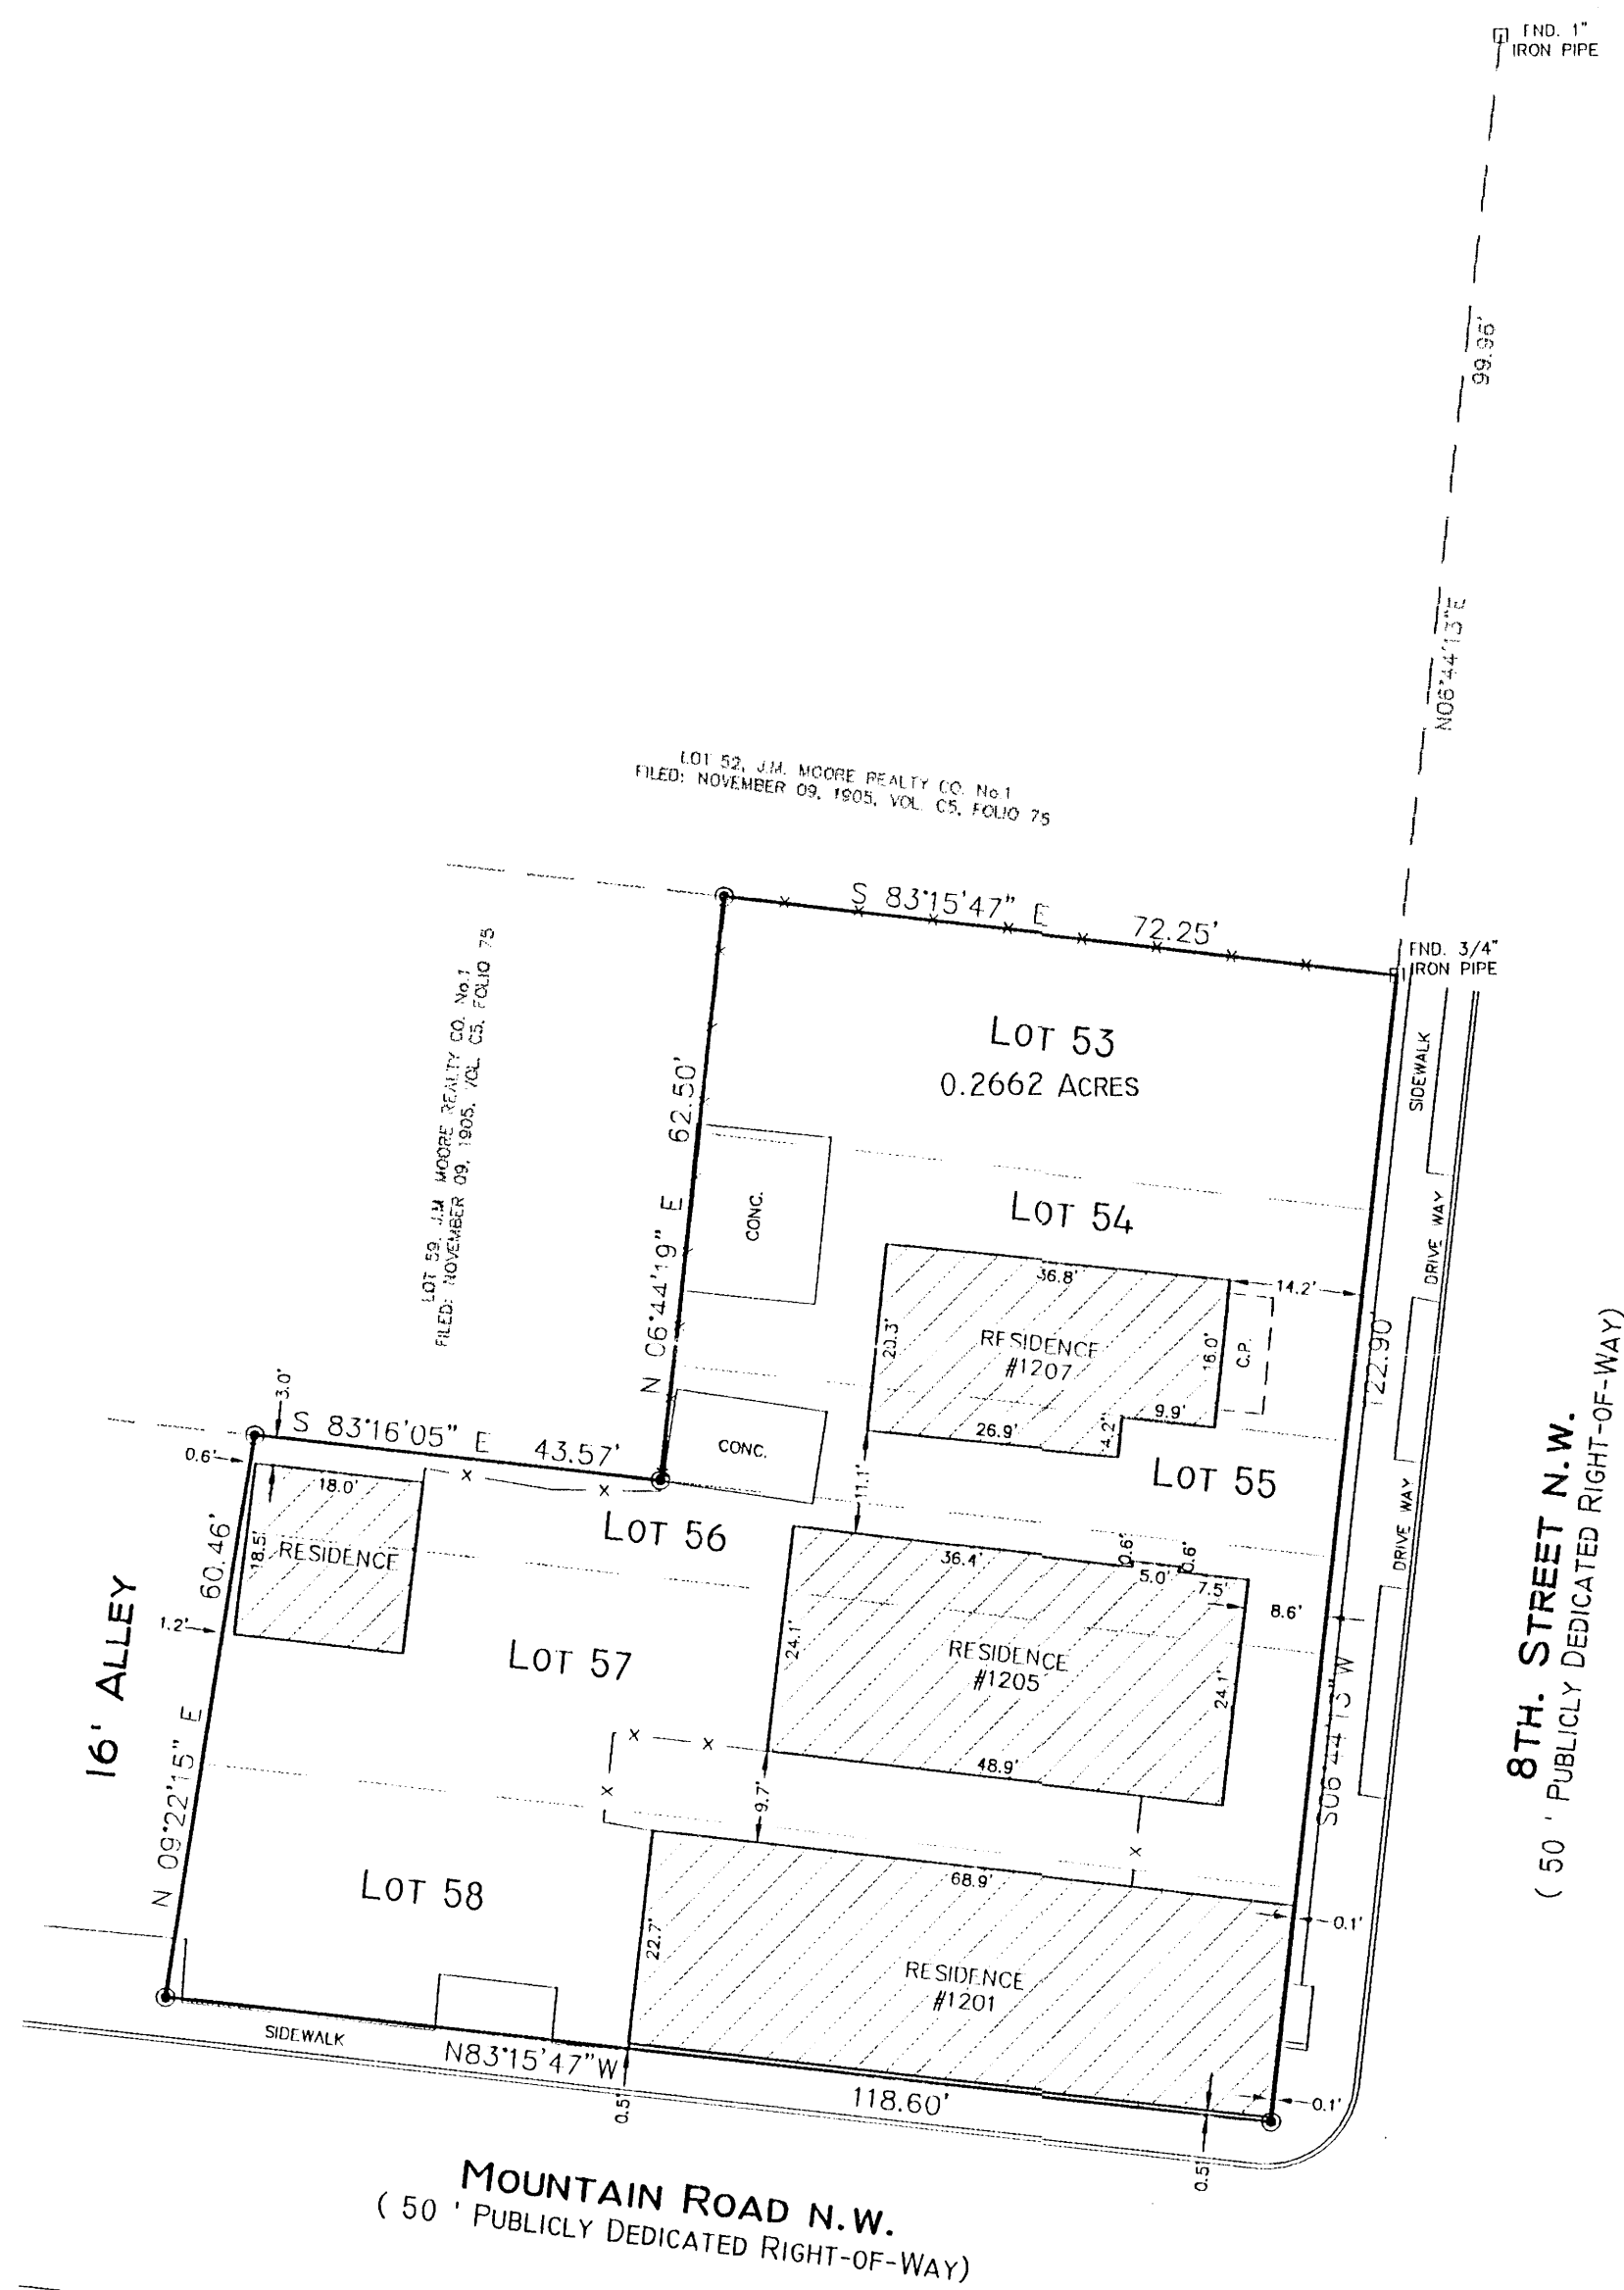 FND. 1"
IRON PIPE
99.95'
N06°44'13"E
LOT 52, J.M. MOORE REALTY CO. No.1
FILED: NOVEMBER 09, 1905, VOL. C5, FOLIO 75
S 83°15'47" E 72.25'
FND. 3/4"
IRON PIPE
LOT 59, J.M. MOORE REALTY CO. No.1
FILED: NOVEMBER 09, 1905, VOL. C5, FOLIO 75
LOT 53
0.2662 ACRES
SIDEWALK
N 06°44'19" E 62.50'
CONC.
LOT 54
DRIVE WAY
36.8'
14.2'
20.3'
RESIDENCE
#1207
16.0'
C.P.
122.90'
S06°44'13"W
9.9'
4.2'
26.9'
3.0'
S 83°16'05" E 43.57'
0.6'
CONC.
LOT 55
11.1'
DRIVE WAY
18.0'
18.5'
RESIDENCE
LOT 56
N 09°22'15" E 60.46'
36.4'
0.6'
5.0'
0.6'
7.5'
8.6'
1.2'
16' ALLEY
LOT 57
24.1'
RESIDENCE
#1205
24.1'
48.9'
9.7'
8TH. STREET N.W.
( 50 ' PUBLICLY DEDICATED RIGHT-OF-WAY)
LOT 58
68.9'
22.7'
0.1'
RESIDENCE
#1201
SIDEWALK
N83°15'47"W
118.60'
0.5'
0.1'
0.5'
MOUNTAIN ROAD N.W.
( 50 ' PUBLICLY DEDICATED RIGHT-OF-WAY)